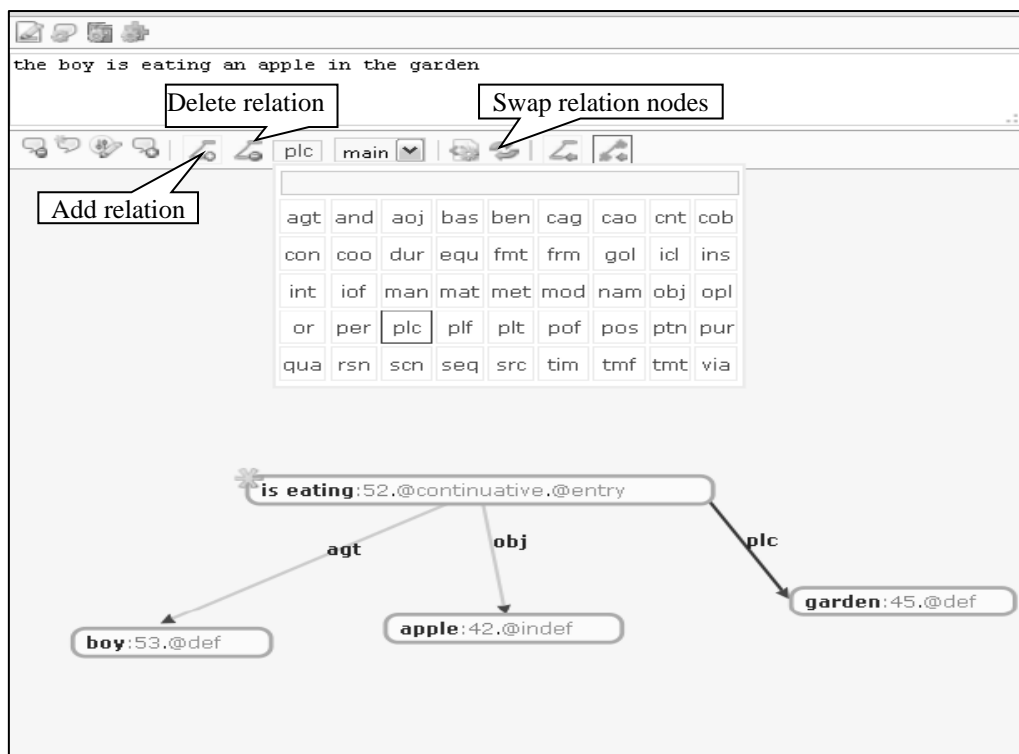 the boy is eating an apple in the garden
Delete relation
Swap relation nodes
plc main
Add relation
agt and aoj bas ben cag cao cnt cob
con coo dur equ fmt frm gol icl ins
int iof man mat met mod nam obj opl
or per plc plf plt pof pos ptn pur
qua rsn scn seq src tim tmf tmt via
is eating:52.@continuative.@entry
agt
obj
plc
garden:45.@def
apple:42.@indef
boy:53.@def